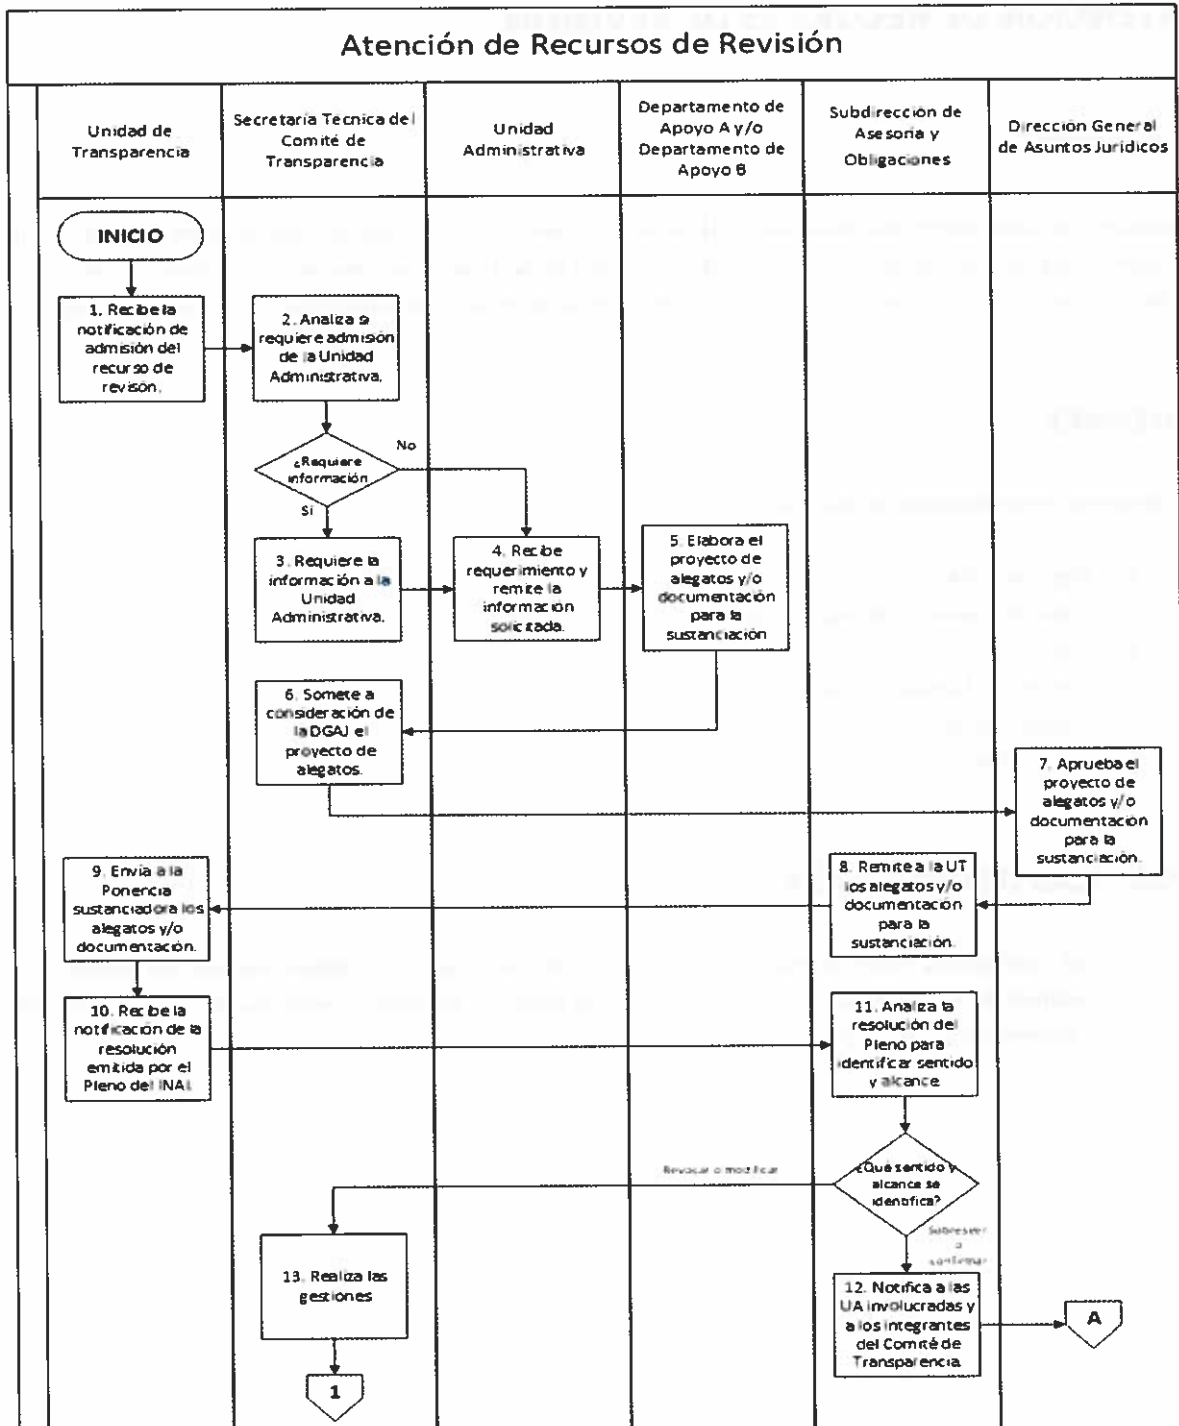 Atención de Recursos de Revisión
Unidad de
Transparencia
Secretaría Técnica del
Comité de
Transparencia
Unidad
Administrativa
Departamento de
Apoyo A y/o
Departamento de
Apoyo B
Subdirección de
Asesoría y
Obligaciones
Dirección General
de Asuntos Jurídicos
INICIO
1. Recibe la
notificación de
admisión del
recurso de
revisón.
2. Analiza si
requiere admisión
de la Unidad
Administrativa.
¿Requiere
información
No
Sí
3. Requiere la
información a la
Unidad
Administrativa.
4. Recibe
requerimiento y
remite la
información
solicitada.
5. Elabora el
proyecto de
alegatos y/o
documentación
para la
sustanciación
6. Somete a
consideración de
la DGAJ el
proyecto de
alegatos.
7. Aprueba el
proyecto de
alegatos y/o
documentación
para la
sustanciación.
8. Remite a la UT
los alegatos y/o
documentación
para la
sustanciación.
9. Envía a la
Ponencia
sustanciadora los
alegatos y/o
documentación.
10. Recibe la
notificación de la
resolución
emitida por el
Pleno del INAI.
11. Analiza la
resolución del
Pleno para
identificar sentido
y alcance
¿Qué sentido y
alcance se
identifica?
Revocar o modificar
Sobreseer
o
confirmar
12. Notifica a las
UA involucradas y
a los integrantes
del Comité de
Transparencia.
A
13. Realiza las
gestiones
1